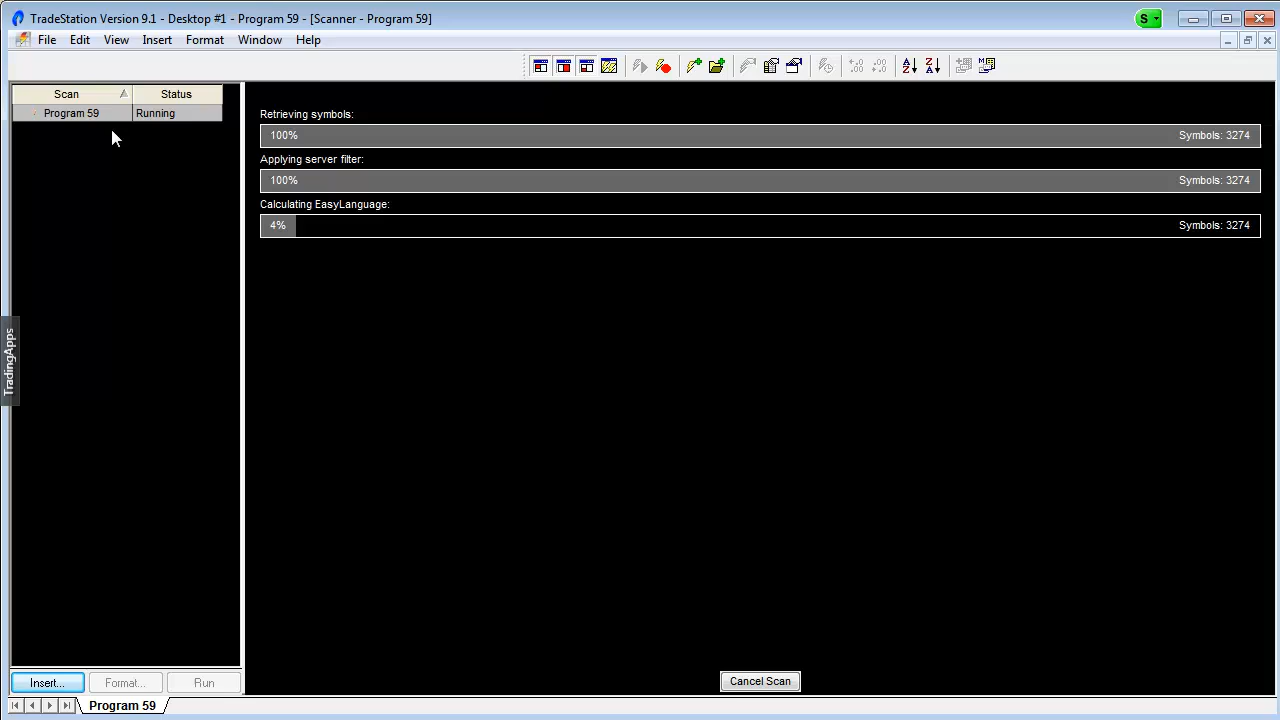 TradeStation Version 9.1 - Desktop #1 - Program 59 - [Scanner - Program 59]
S
File Edit View Insert Format Window Help
Scan Status
Program 59 Running
Retrieving symbols:
100% Symbols: 3274
Applying server filter:
100% Symbols: 3274
Calculating EasyLanguage:
4% Symbols: 3274
TradingApps
Insert... Format... Run
Cancel Scan
Program 59